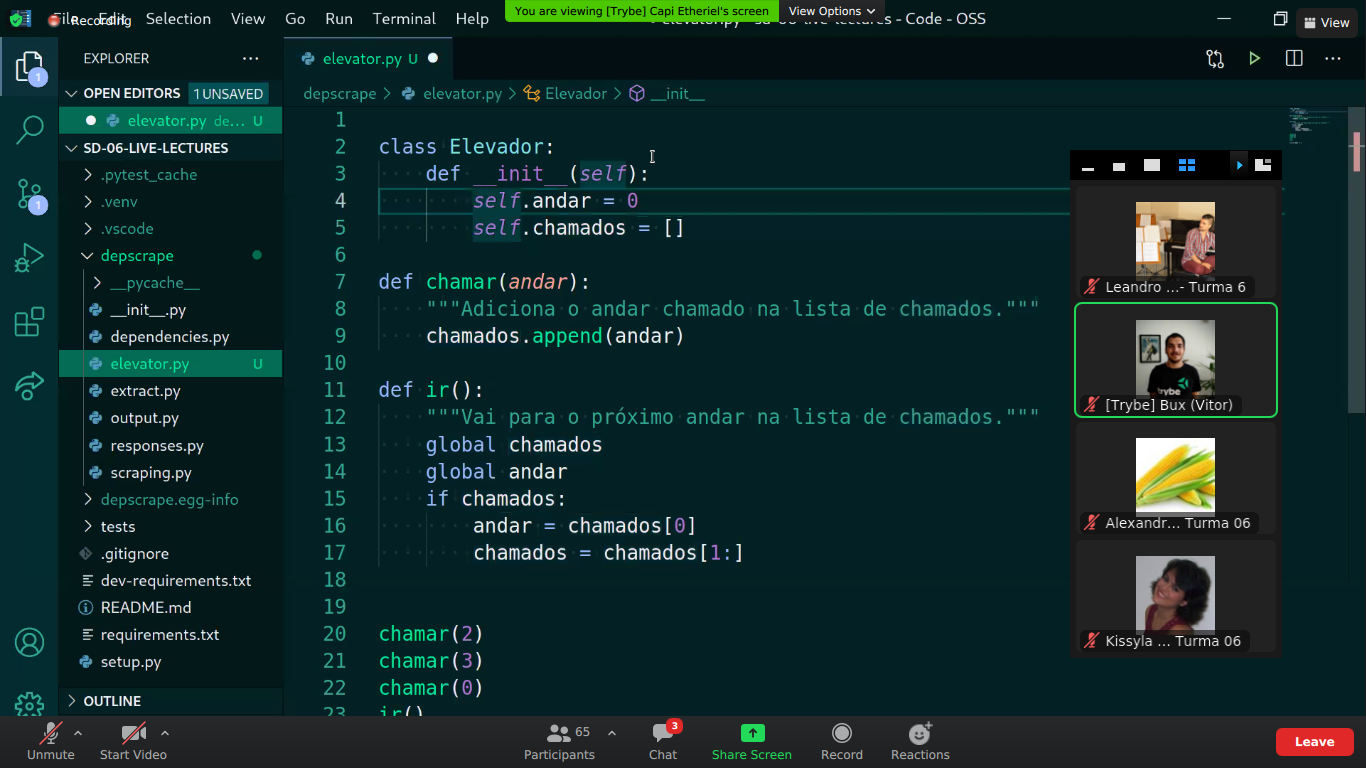 File Edit Selection View Go Run Terminal Help
Recording
You are viewing [Trybe] Capi Etheriel's screen
View Options
elevator.py - sd-06-live-lectures - Code - OSS
View
EXPLORER
elevator.py U
OPEN EDITORS 1 UNSAVED
elevator.py de... U
SD-06-LIVE-LECTURES
.pytest_cache
.venv
.vscode
depscrape
__pycache__
__init__.py
dependencies.py
elevator.py U
extract.py
output.py
responses.py
scraping.py
depscrape.egg-info
tests
.gitignore
dev-requirements.txt
README.md
requirements.txt
setup.py
OUTLINE
1
1
depscrape > elevator.py > Elevador > __init__
1
2 class Elevador:
3     def __init__(self):
4         self.andar = 0
5         self.chamados = []
6
7 def chamar(andar):
8     """Adiciona o andar chamado na lista de chamados."""
9     chamados.append(andar)
10
11 def ir():
12     """Vai para o próximo andar na lista de chamados."""
13     global chamados
14     global andar
15     if chamados:
16         andar = chamados[0]
17         chamados = chamados[1:]
18
19
20 chamar(2)
21 chamar(3)
22 chamar(0)
23 ir()
Leandro ...- Turma 6
trybe
[Trybe] Bux (Vitor)
Alexandr... Turma 06
Kissyla ... Turma 06
Unmute
Start Video
Participants 65
Chat 3
Share Screen
Record
Reactions
Leave